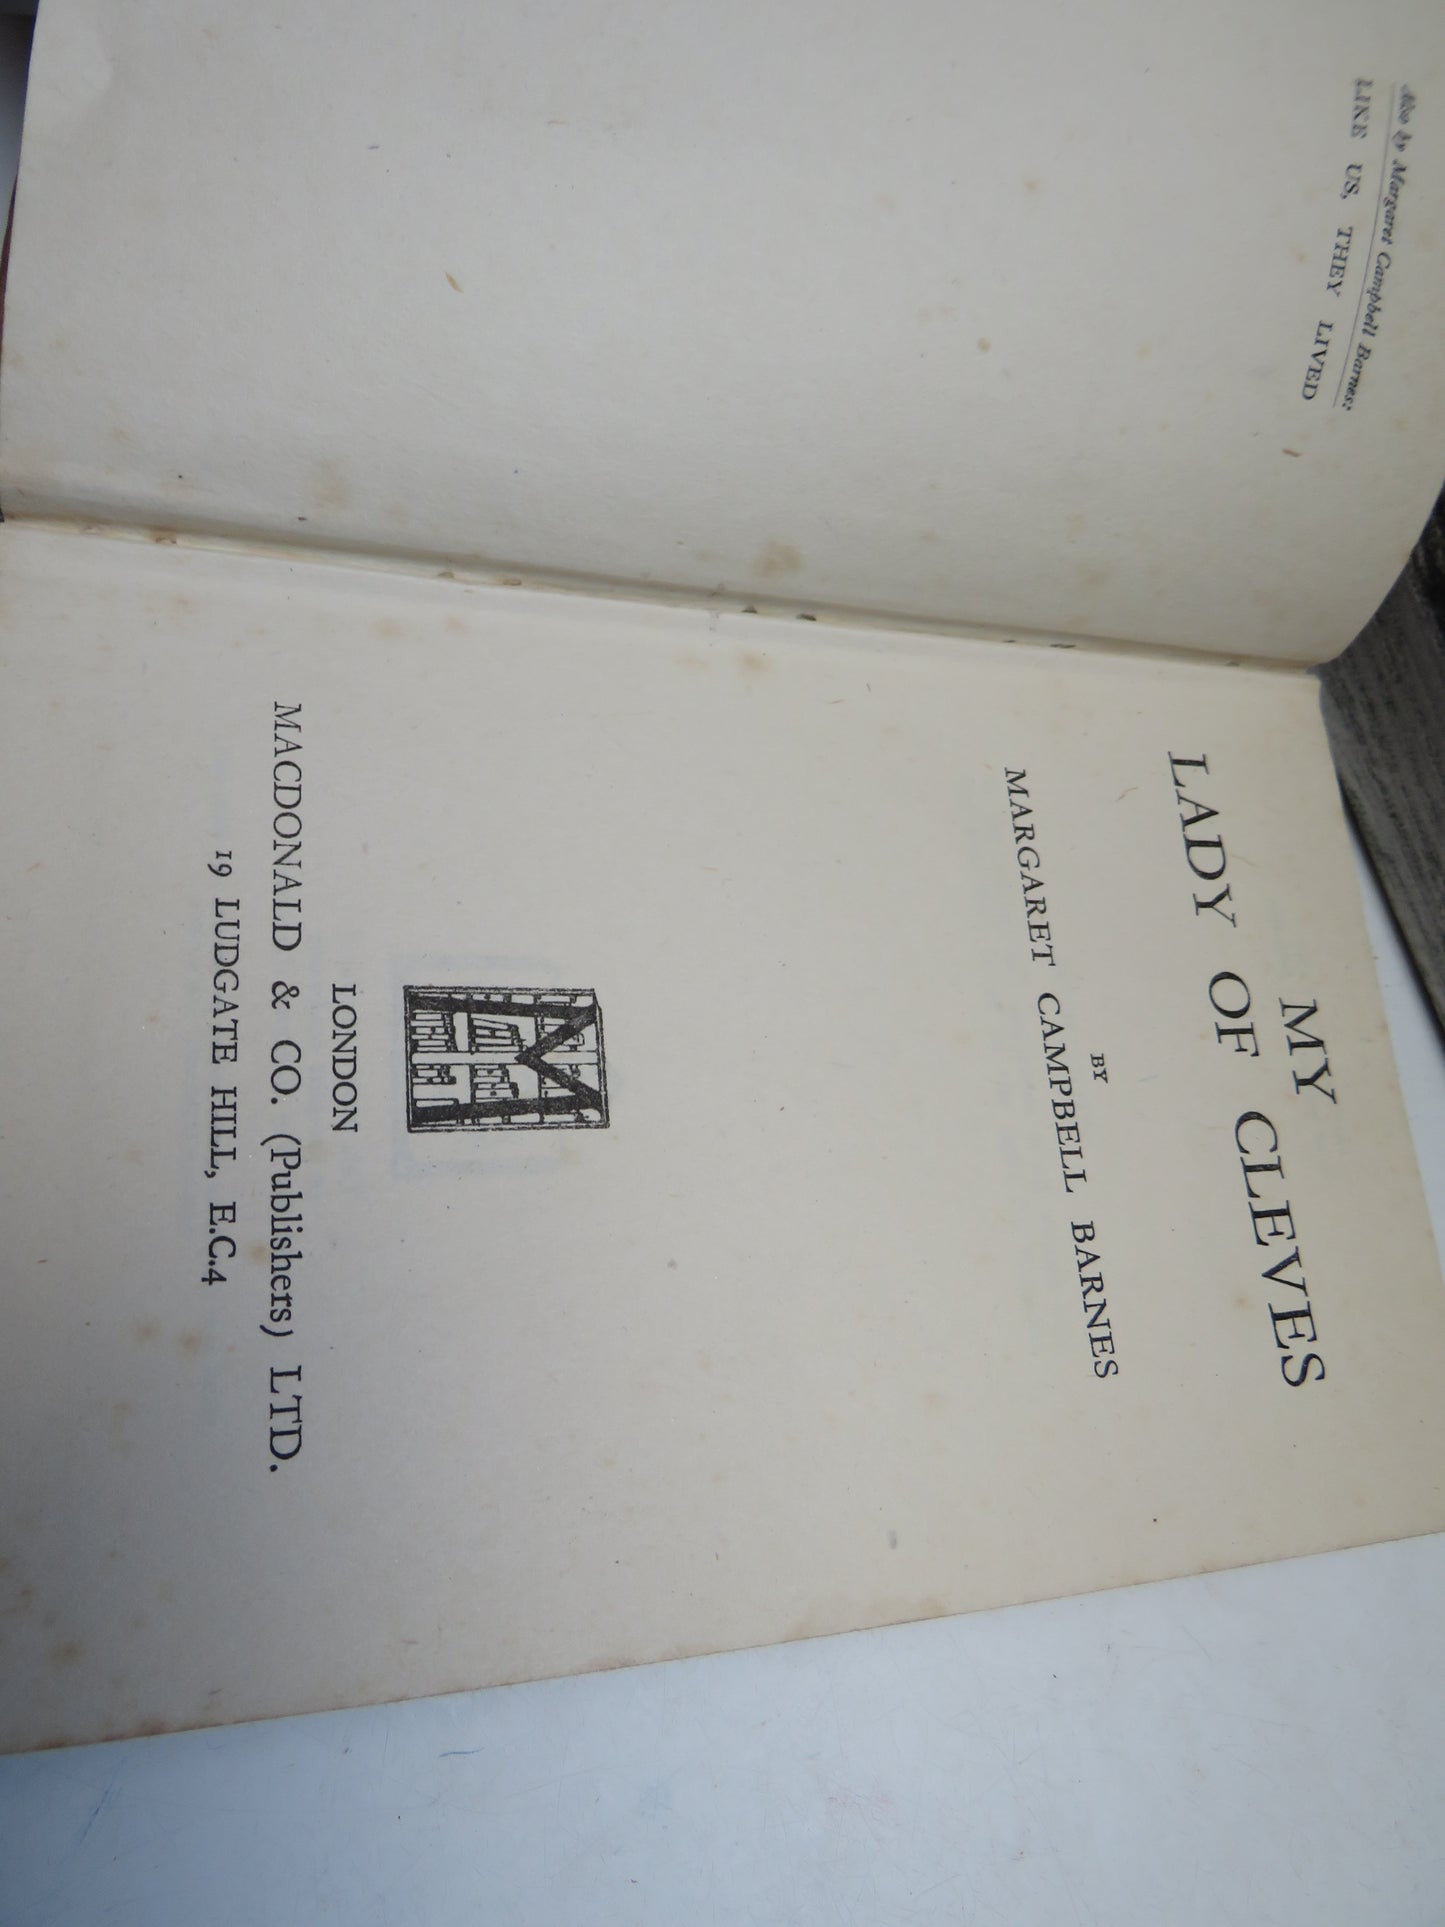 Also by Margaret Campbell Barnes:
LIKE US, THEY LIVED
MY
LADY OF CLEVES
BY
MARGARET CAMPBELL BARNES
M
LONDON
MACDONALD & CO. (Publishers) LTD.
19 LUDGATE HILL, E.C.4